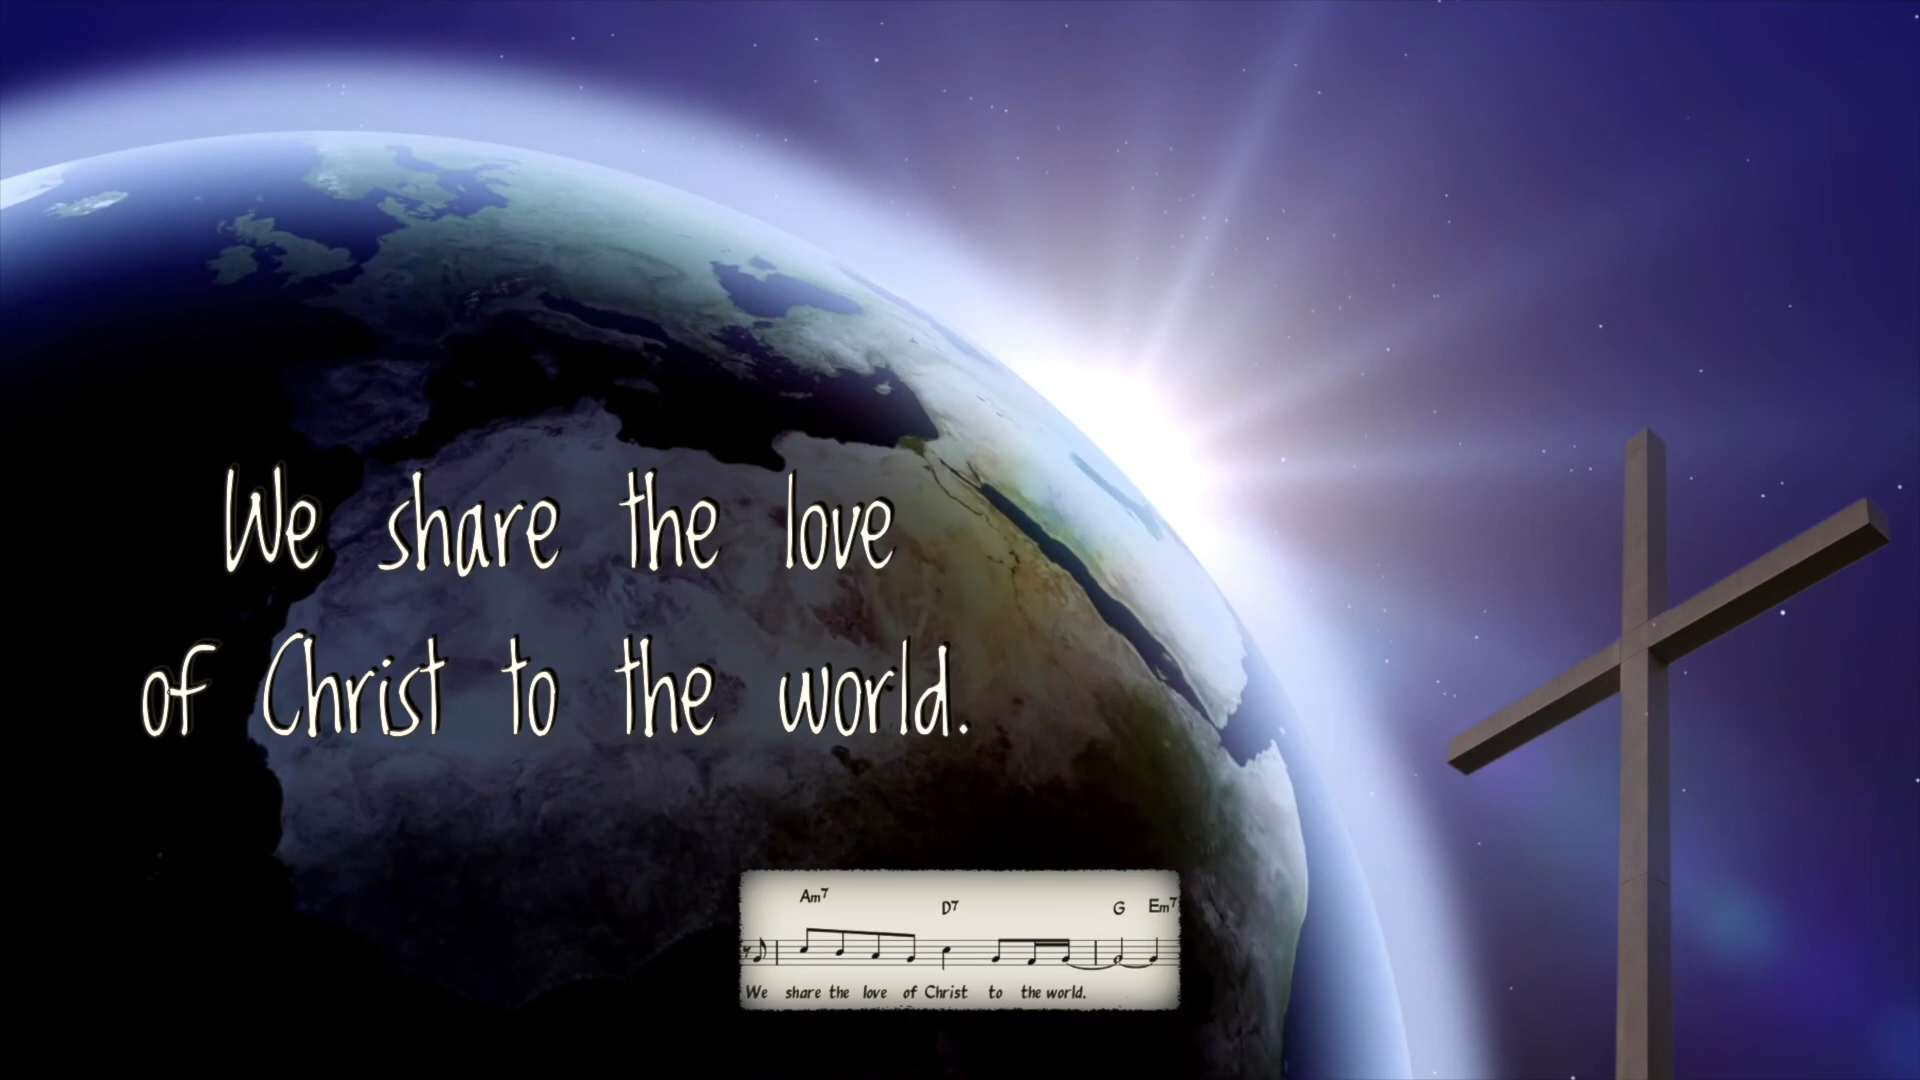 We share the love
of Christ to the world.
Am7 D7 G Em7
We share the love of Christ to the world.